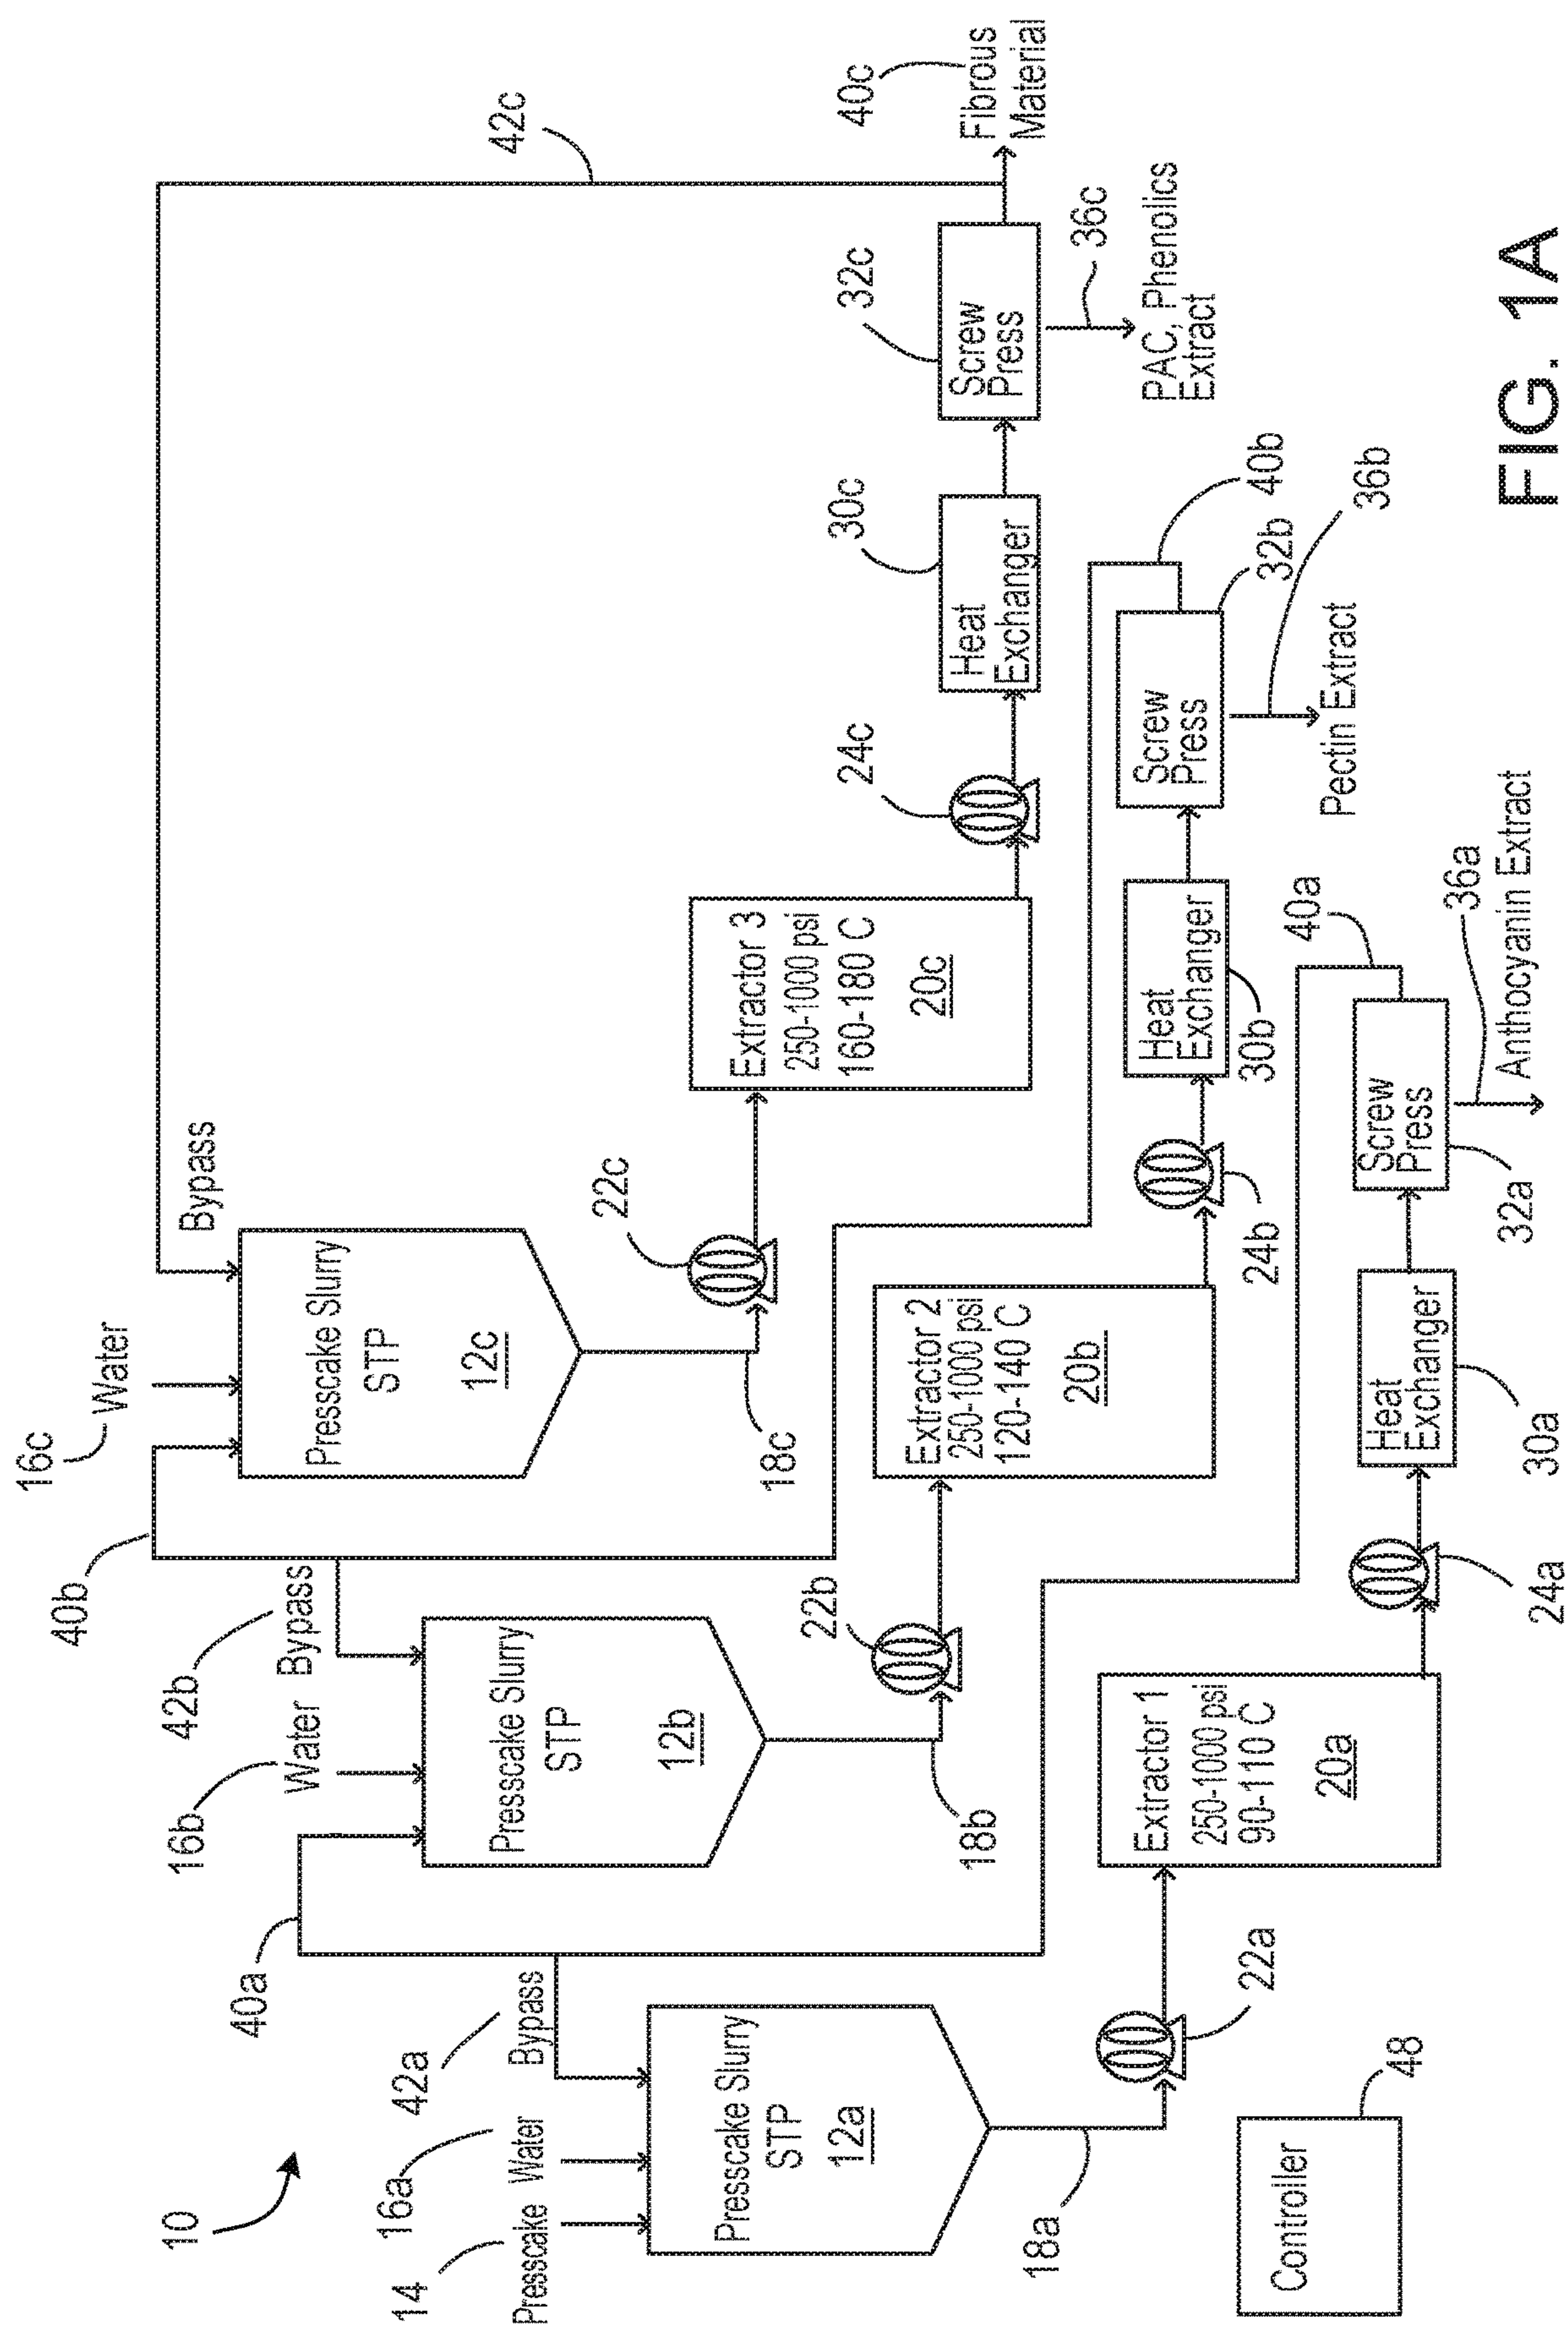 10
14
Presscake
16a
Water
42a
Bypass
Presscake Slurry
STP
12a
18a
22a
Extractor 1
250-1000 psi
90-110 C
20a
24a
Heat
Exchanger
30a
Screw
Press
32a
36a
Anthocyanin Extract
40a
40a
16b
Water
42b
Bypass
Presscake Slurry
STP
12b
18b
22b
Extractor 2
250-1000 psi
120-140 C
20b
24b
Heat
Exchanger
30b
Screw
Press
32b
36b
Pectin Extract
40b
40b
16c
Water
Bypass
Presscake Slurry
STP
12c
18c
22c
Extractor 3
250-1000 psi
160-180 C
20c
24c
Heat
Exchanger
30c
Screw
Press
32c
36c
PAC, Phenolics
Extract
42c
40c
Fibrous
Material
Controller
48
FIG. 1A